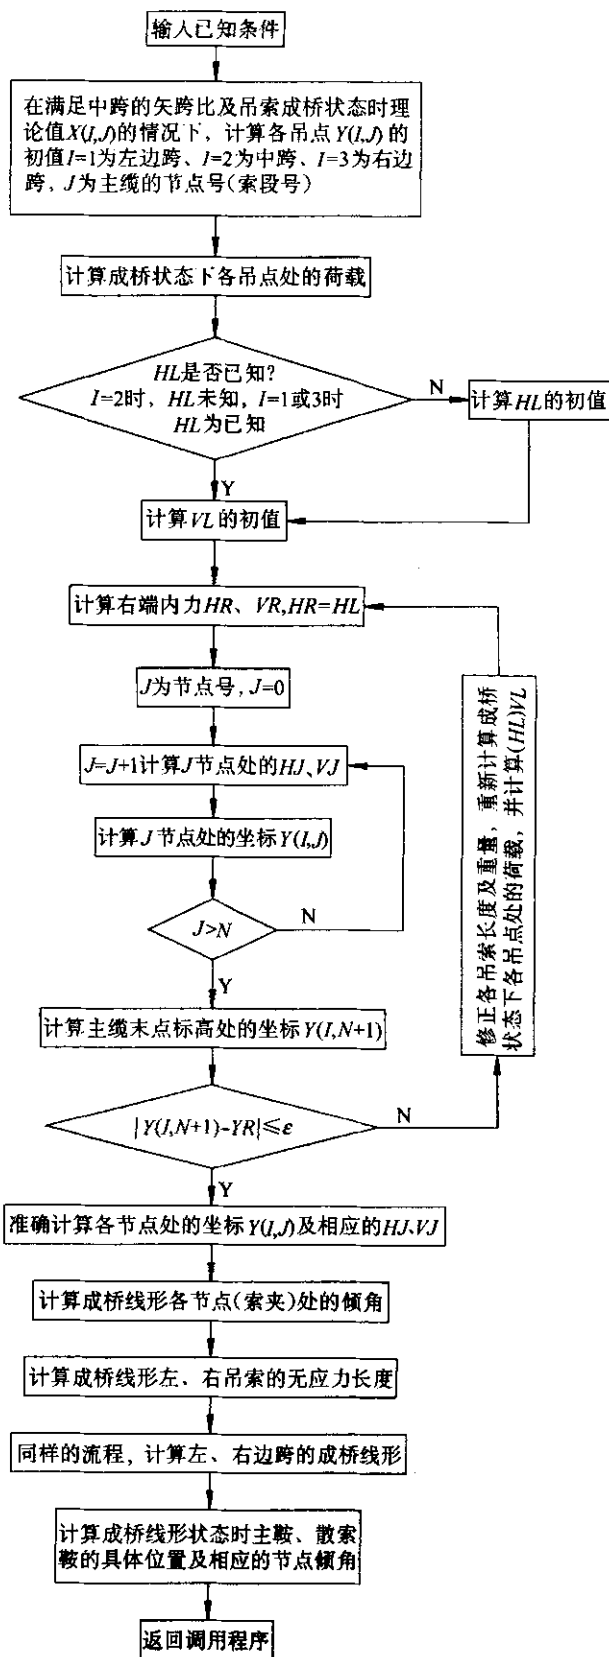 输人已知条件
在满足中跨的矢跨比及吊索成桥状态时理
论值X(I,J)的情况下，计算各吊点Y(I,J)的
初值I=1为左边跨、I=2为中跨、I=3为右边
跨，J为主缆的节点号(索段号)
计算成桥状态下各吊点处的荷载
HL是否已知?
I=2时，HL未知，I=1或3时
HL为已知
N
计算HL的初值
Y
计算VL的初值
计算右端内力HR、VR,HR=HL
J为节点号，J=0
J=J+1计算J节点处的HJ、VJ
计算J节点处的坐标Y(I,J)
J>N
N
Y
修正各吊索长度及重量，重新计算成桥
状态下各吊点处的荷载，并计算(HL)VL
计算主缆末点标高处的坐标Y(I,N+1)
|Y(I,N+1)-YR|≤ε
N
Y
准确计算各节点处的坐标Y(I,J)及相应的HJ、VJ
计算成桥线形各节点(索夹)处的倾角
计算成桥线形左、右吊索的无应力长度
同样的流程，计算左、右边跨的成桥线形
计算成桥线形状态时主鞍、散索
鞍的具体位置及相应的节点倾角
返回调用程序